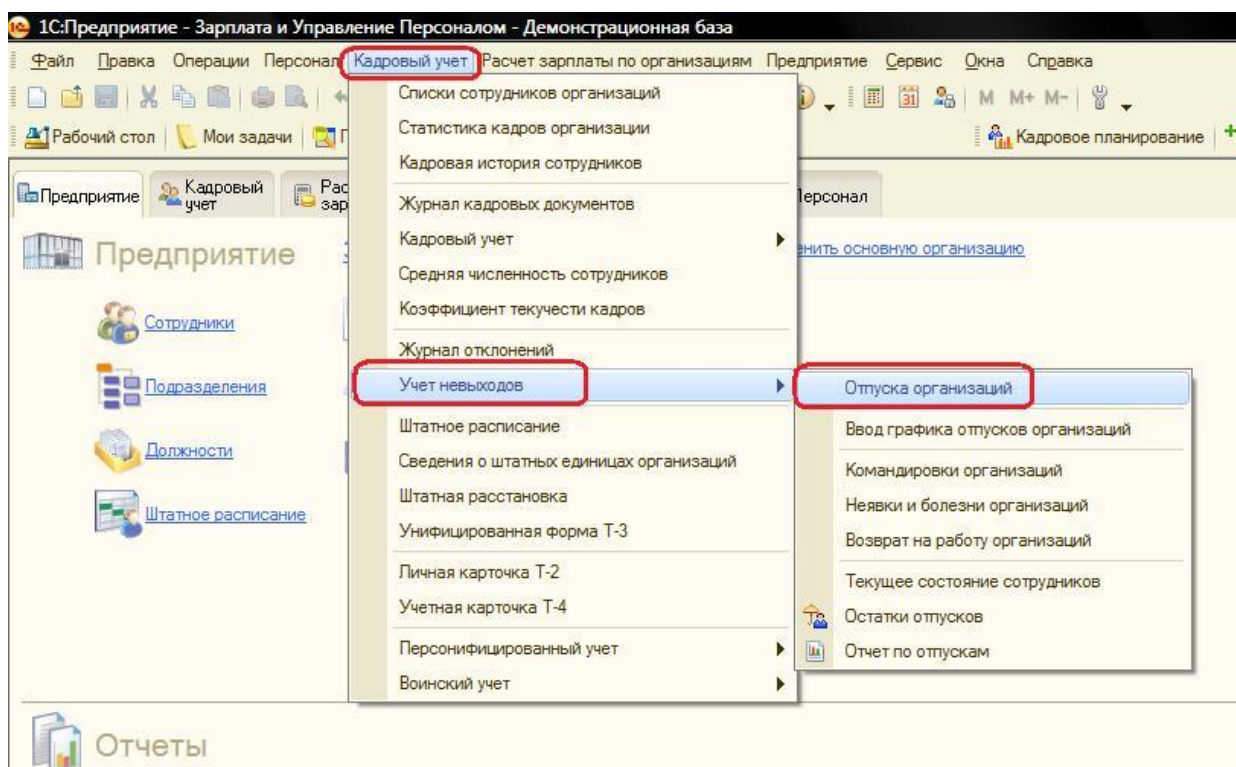 1С:Предприятие - Зарплата и Управление Персоналом - Демонстрационная база
Файл Правка Операции Персонал Кадровый учет Расчет зарплаты по организациям Предприятие Сервис Окна Справка
M M+ M-
Рабочий стол Мои задачи Кадровое планирование
Предприятие Кадровый учет
Предприятие
Сотрудники
Подразделения
Должности
Штатное расписание
Отчеты
Списки сотрудников организаций
Статистика кадров организации
Кадровая история сотрудников
Журнал кадровых документов
Кадровый учет
Средняя численность сотрудников
Коэффициент текучести кадров
Журнал отклонений
Учет невыходов
Штатное расписание
Сведения о штатных единицах организаций
Штатная расстановка
Унифицированная форма Т-3
Личная карточка Т-2
Учетная карточка Т-4
Персонифицированный учет
Воинский учет
основную организацию
Отпуска организаций
Ввод графика отпусков организаций
Командировки организаций
Неявки и болезни организаций
Возврат на работу организаций
Текущее состояние сотрудников
Остатки отпусков
Отчет по отпускам